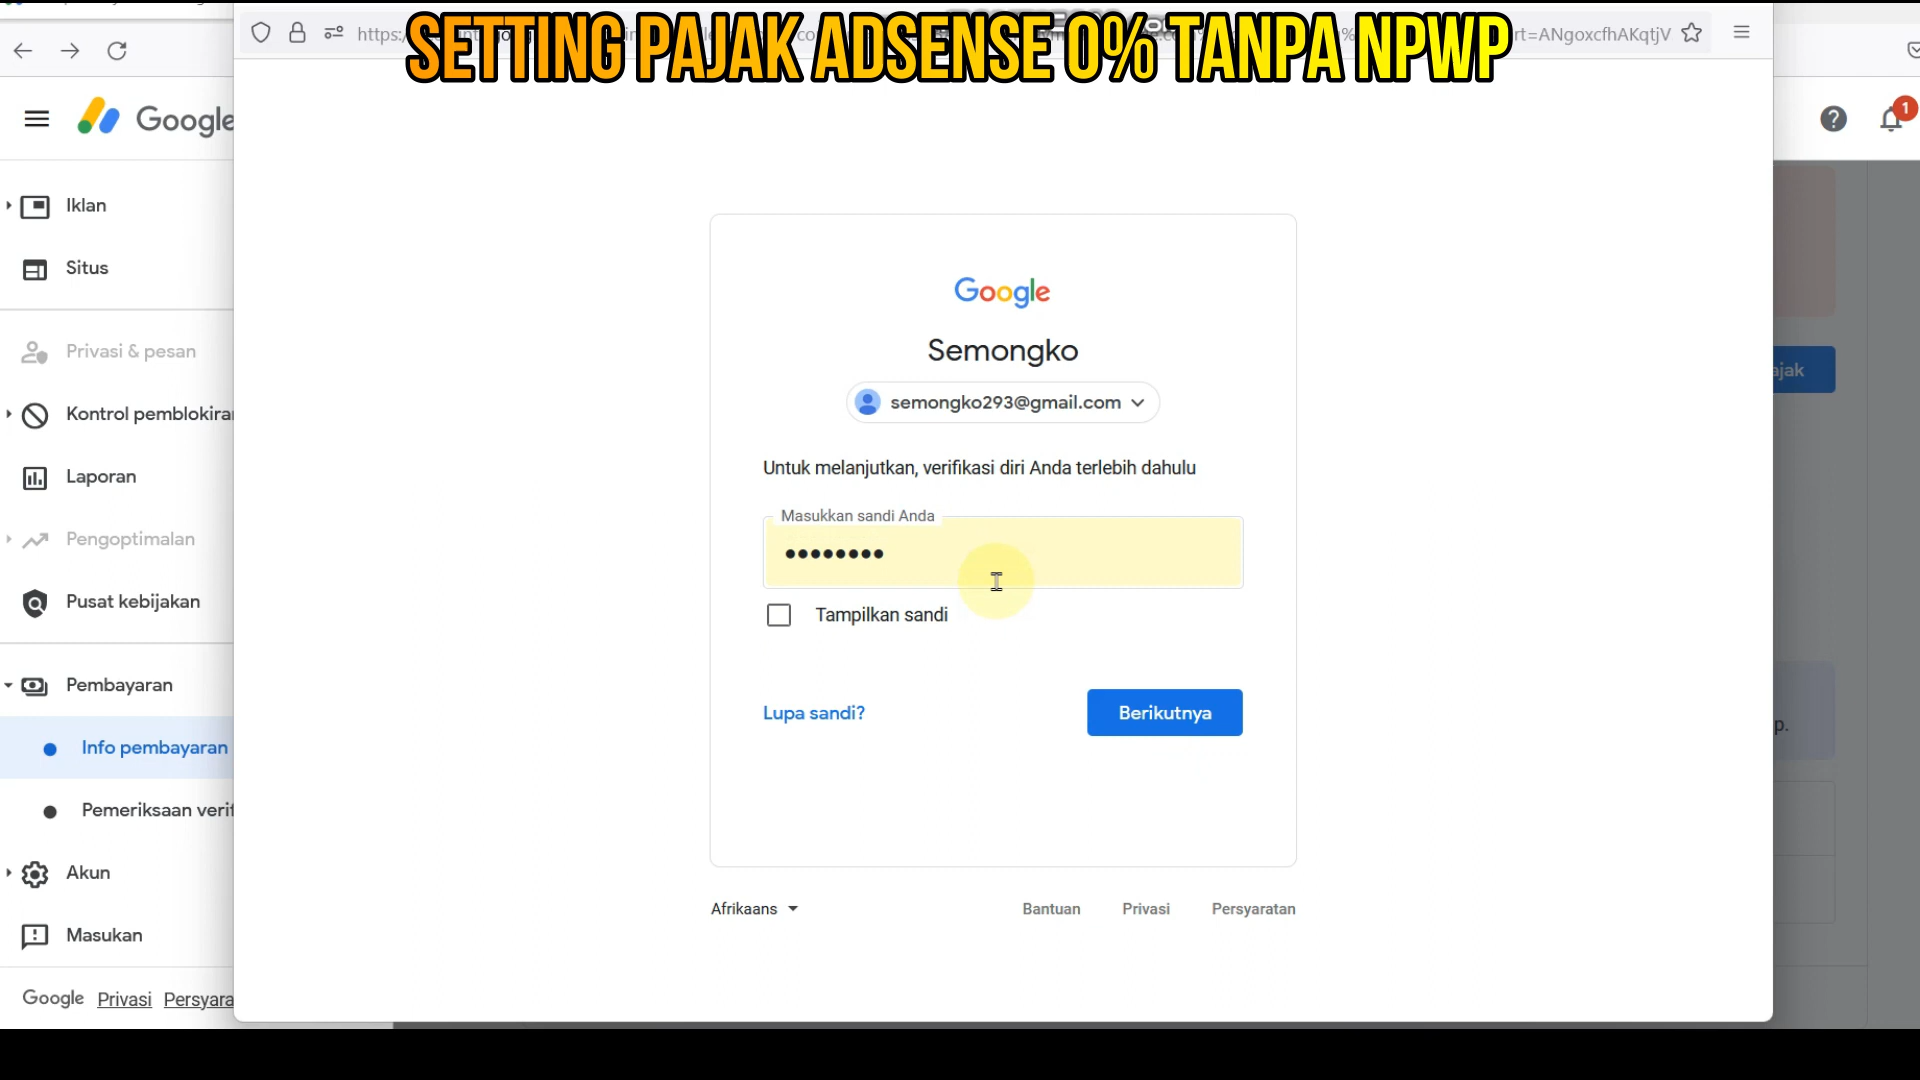 SETTING PAJAK ADSENSE 0% TANPA NPWP
https:/
rt=ANgoxcfhAKqtjV
Google
1
Iklan
Situs
Privasi & pesan
Kontrol pemblokiran
Laporan
Pengoptimalan
Pusat kebijakan
Pembayaran
Info pembayaran
Pemeriksaan verif
Akun
Masukan
Google Privasi Persyara
Google
Semongko
semongko293@gmail.com
Untuk melanjutkan, verifikasi diri Anda terlebih dahulu
Masukkan sandi Anda
••••••••
Tampilkan sandi
Lupa sandi?
Berikutnya
Afrikaans
Bantuan
Privasi
Persyaratan
ajak
p.